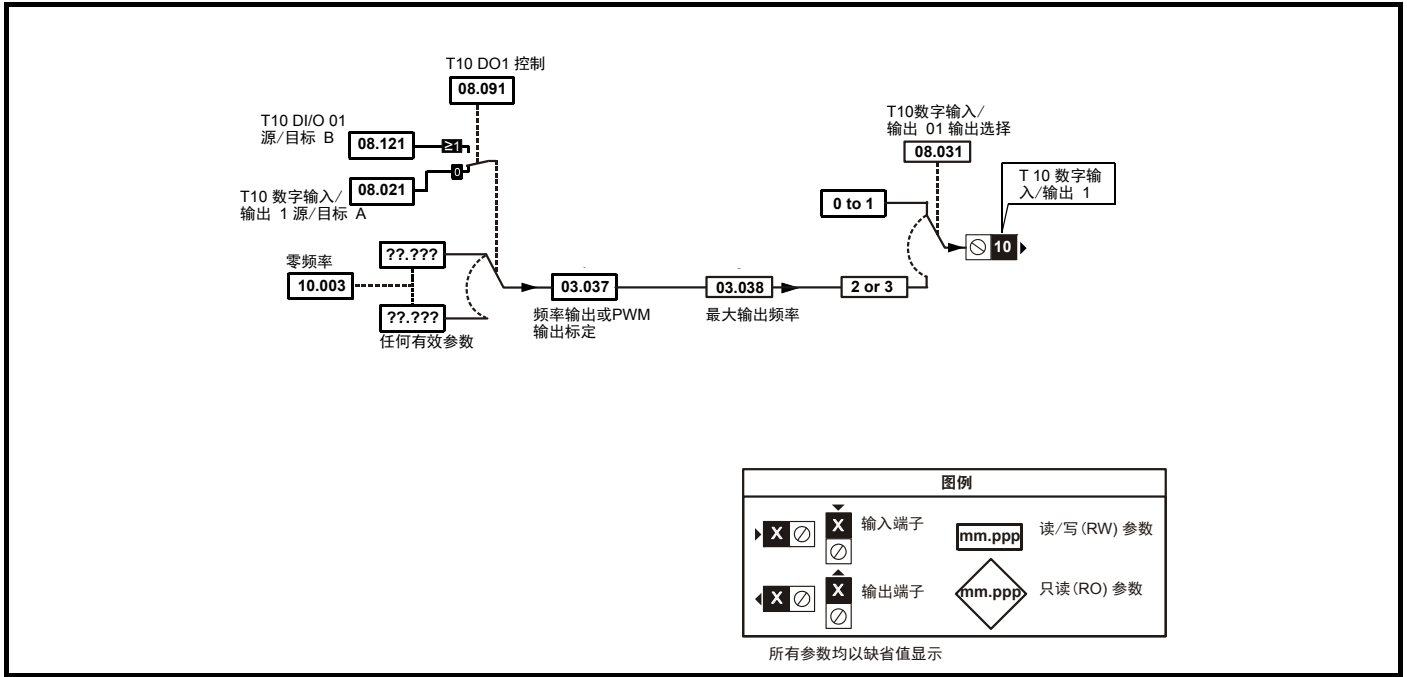 T10 DO1 控制
08.091
T10 DI/O 01
源/目标 B
08.121
≥1
0
T10 数字输入/
输出 1 源/目标 A
08.021
T10数字输入/
输出 01 输出选择
08.031
T 10 数字输
入/输出 1
0 to 1
10
??.???
零频率
10.003
03.037
03.038
2 or 3
??.???
频率输出或PWM
输出标定
最大输出频率
任何有效参数
图例
X
X
输入端子
mm.ppp
读/写(RW) 参数
X
X
输出端子
mm.ppp
只读(RO) 参数
所有参数均以缺省值显示